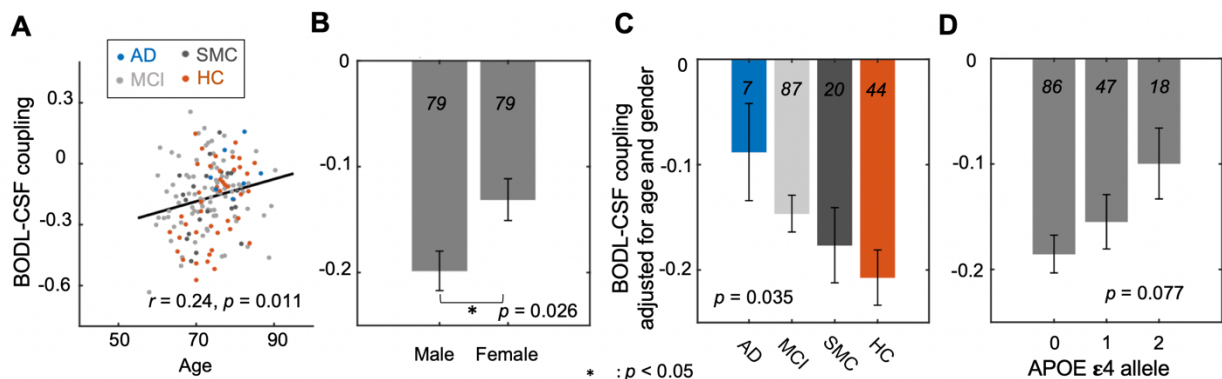 A
AD SMC
MCI HC
BODL-CSF coupling
0.3
0
-0.3
-0.6
r = 0.24, p = 0.011
50 70 90
Age
B
0
-0.1
-0.2
79 79
* p = 0.026
Male Female
C
BODL-CSF coupling
adjusted for age and gender
0
-0.1
-0.2
7 87 20 44
p = 0.035
AD MCI SMC HC
* : p < 0.05
D
0
-0.1
-0.2
86 47 18
p = 0.077
0 1 2
APOE ε4 allele